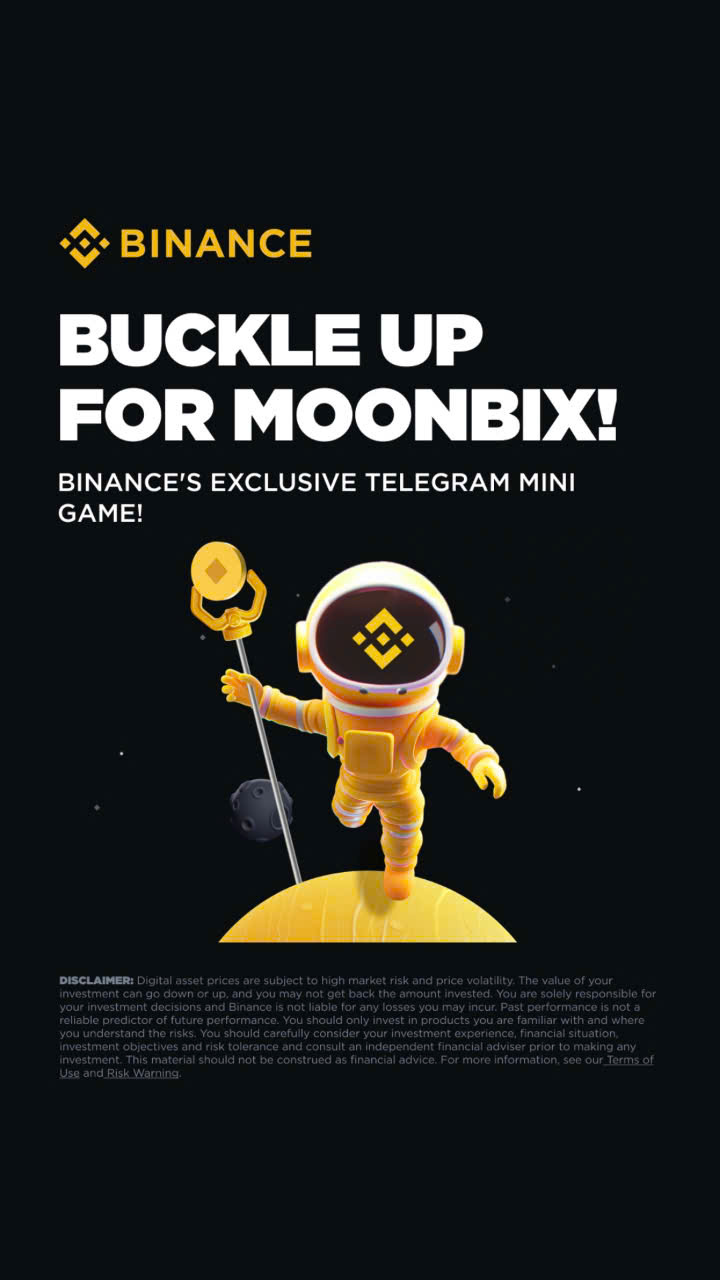 BINANCE
BUCKLE UP
FOR MOONBIX!
BINANCE'S EXCLUSIVE TELEGRAM MINI
GAME!
DISCLAIMER: Digital asset prices are subject to high market risk and price volatility. The value of your
investment can go down or up, and you may not get back the amount invested. You are solely responsible for
your investment decisions and Binance is not liable for any losses you may incur. Past performance is not a
reliable predictor of future performance. You should only invest in products you are familiar with and where
you understand the risks. You should carefully consider your investment experience, financial situation,
investment objectives and risk tolerance and consult an independent financial adviser prior to making any
investment. This material should not be construed as financial advice. For more information, see our Terms of
Use and Risk Warning.